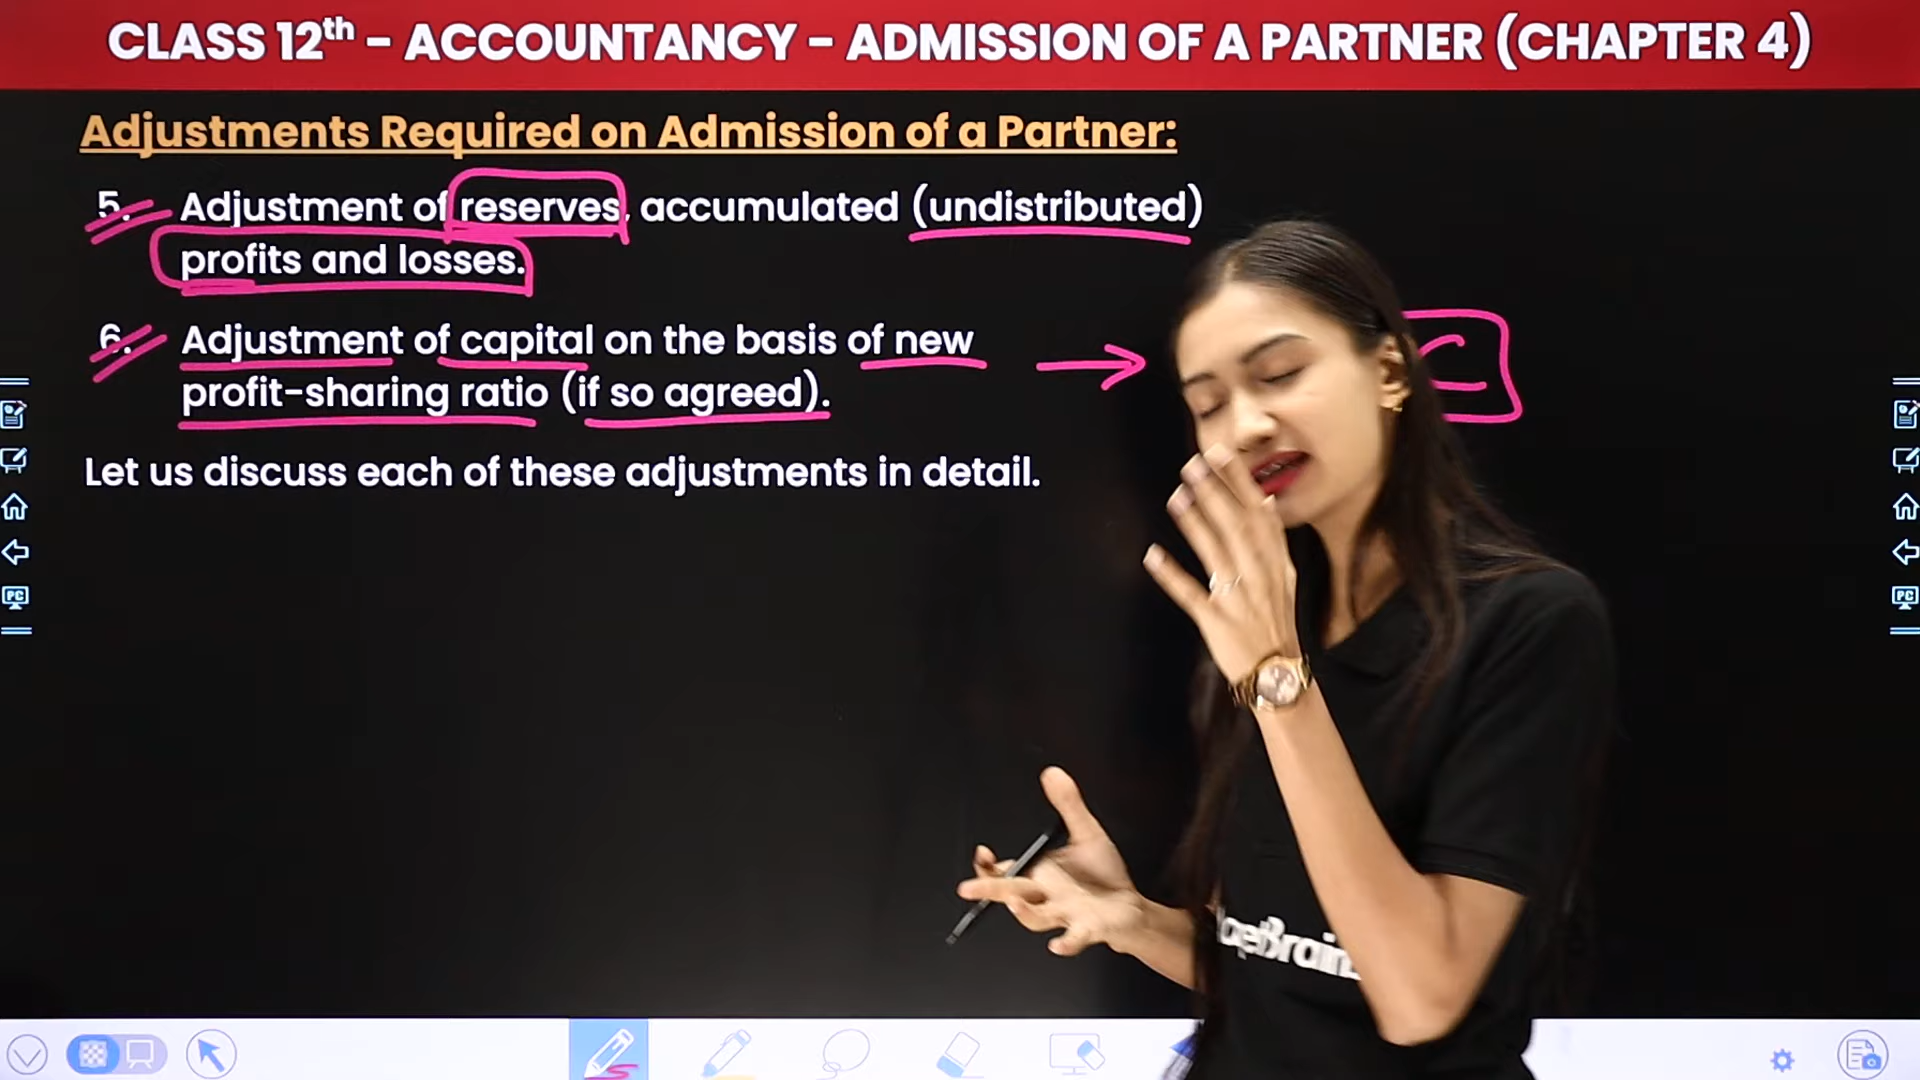 CLASS 12th - ACCOUNTANCY - ADMISSION OF A PARTNER (CHAPTER 4)
Adjustments Required on Admission of a Partner:
5. Adjustment of reserves, accumulated (undistributed)
profits and losses.
6. Adjustment of capital on the basis of new
profit-sharing ratio (if so agreed).
C
Let us discuss each of these adjustments in detail.
PC
PC